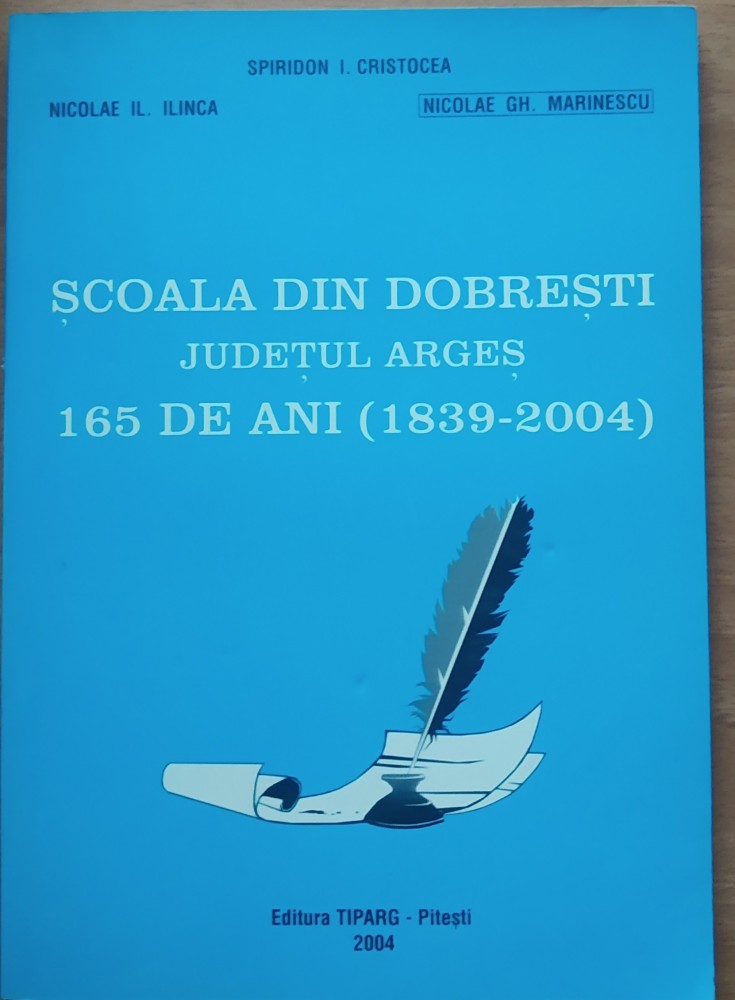 SPIRIDON I. CRISTOCEA
NICOLAE IL. ILINCA
NICOLAE GH. MARINESCU
ȘCOALA DIN DOBREȘTI
JUDEȚUL ARGEȘ
165 DE ANI (1839-2004)
Editura TIPARG - Pitești
2004